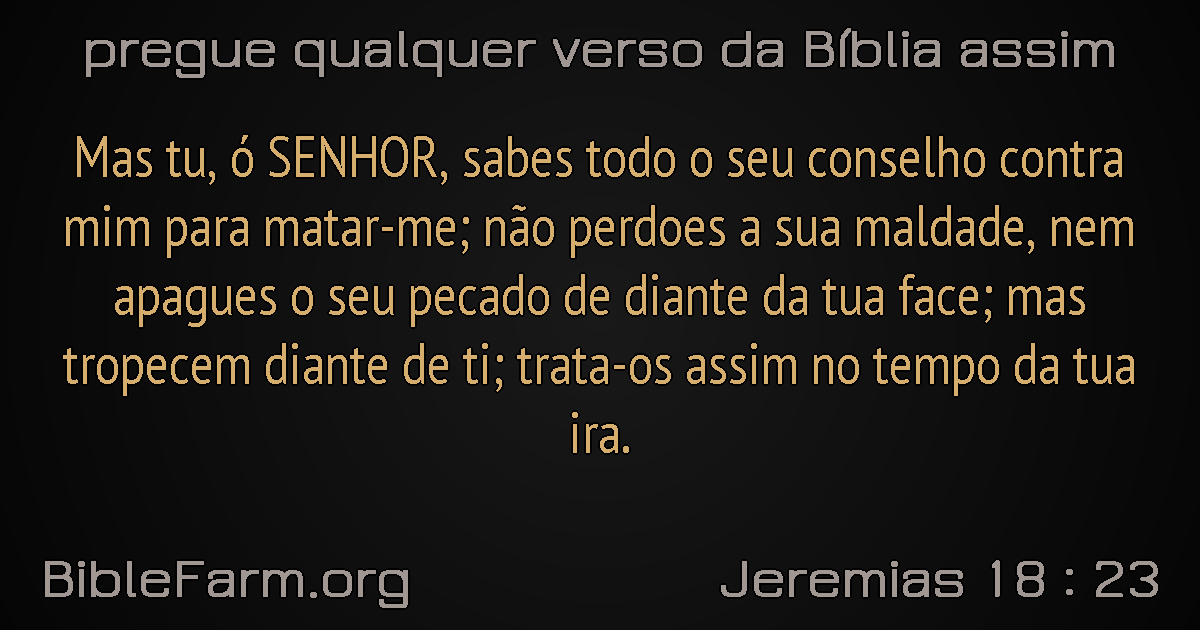 pregue qualquer verso da Bíblia assim
Mas tu, ó SENHOR, sabes todo o seu conselho contra
mim para matar-me; não perdoes a sua maldade, nem
apagues o seu pecado de diante da tua face; mas
tropecem diante de ti; trata-os assim no tempo da tua
ira.
BibleFarm.org
Jeremias 18 : 23